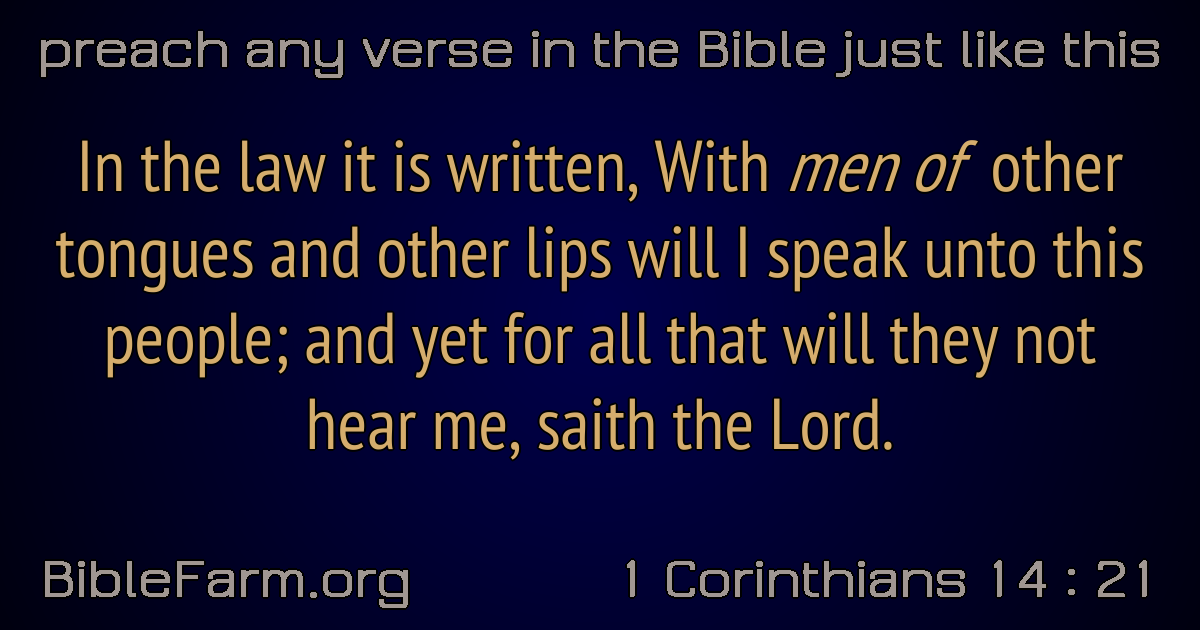 preach any verse in the Bible just like this
In the law it is written, With men of other
tongues and other lips will I speak unto this
people; and yet for all that will they not
hear me, saith the Lord.
BibleFarm.org
1 Corinthians 14 : 21